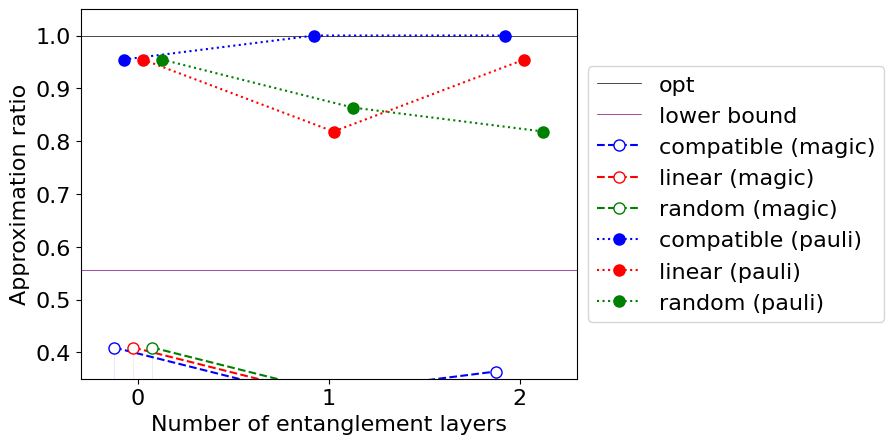 1.0
0.9
0.8
0.7
0.6
0.5
0.4
Approximation ratio
0
1
2
Number of entanglement layers
opt
lower bound
compatible (magic)
linear (magic)
random (magic)
compatible (pauli)
linear (pauli)
random (pauli)